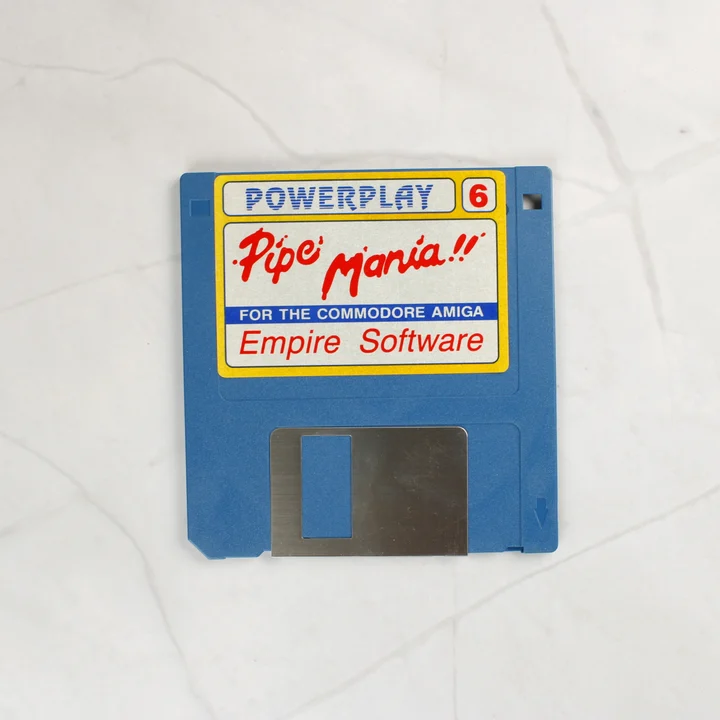 POWERPLAY 6
Pipe Mania!!
FOR THE COMMODORE AMIGA
Empire Software